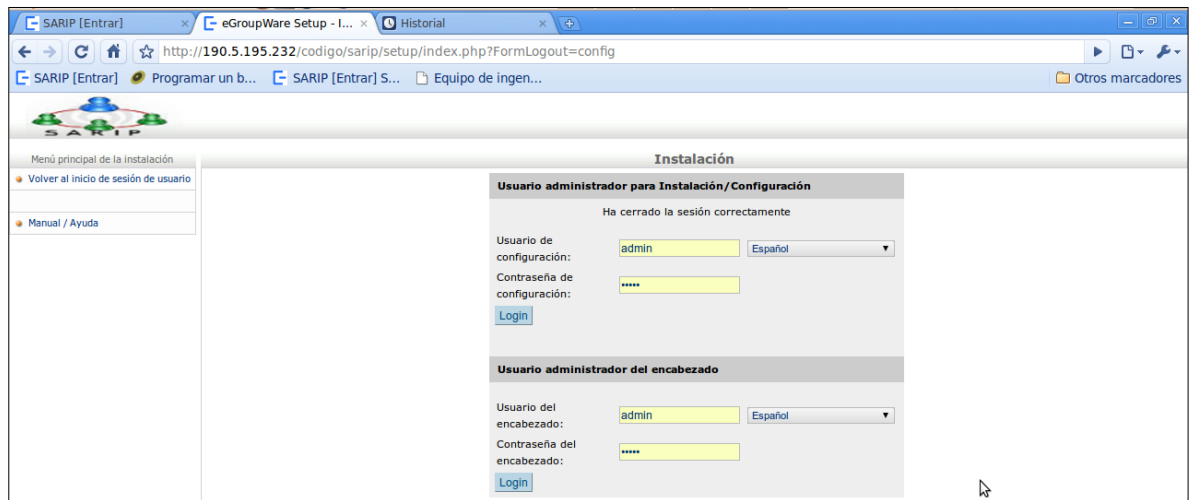 SARIP [Entrar]
eGroupWare Setup - I...
Historial
http://190.5.195.232/codigo/sarip/setup/index.php?FormLogout=config
SARIP [Entrar]
Programar un b...
SARIP [Entrar] S...
Equipo de ingen...
Otros marcadores
SARIP
Menú principal de la instalación
Instalación
Volver al inicio de sesión de usuario
Manual / Ayuda
Usuario administrador para Instalación/Configuración
Ha cerrado la sesión correctamente
Usuario de
configuración:
admin
Español
Contraseña de
configuración:
•••••
Login
Usuario administrador del encabezado
Usuario del
encabezado:
admin
Español
Contraseña del
encabezado:
•••••
Login